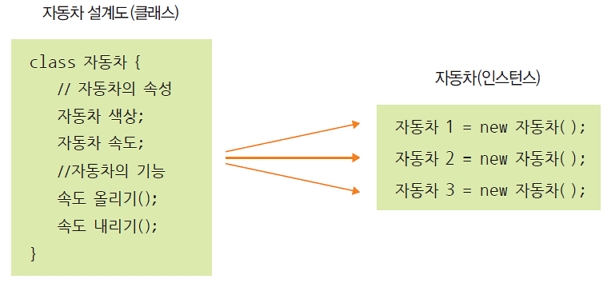 자동차 설계도(클래스)
class 자동차 {
// 자동차의 속성
자동차 색상;
자동차 속도;
//자동차의 기능
속도 올리기();
속도 내리기();
}
자동차(인스턴스)
자동차 1 = new 자동차( );
자동차 2 = new 자동차( );
자동차 3 = new 자동차( );